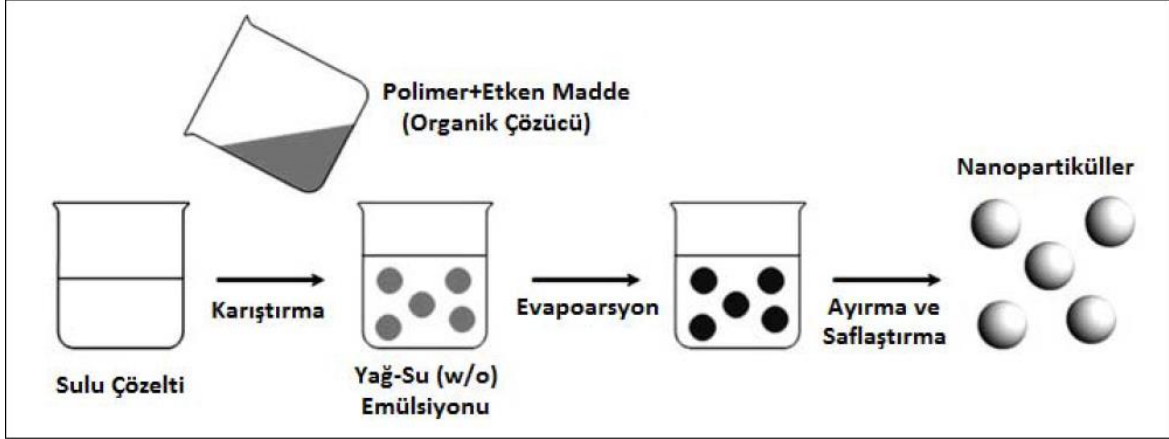 Polimer+Etken Madde
(Organik Çözücü)
Nanopartiküller
Karıştırma
Evapoarsyon
Ayırma ve
Saflaştırma
Sulu Çözelti
Yağ-Su (w/o)
Emülsiyonu